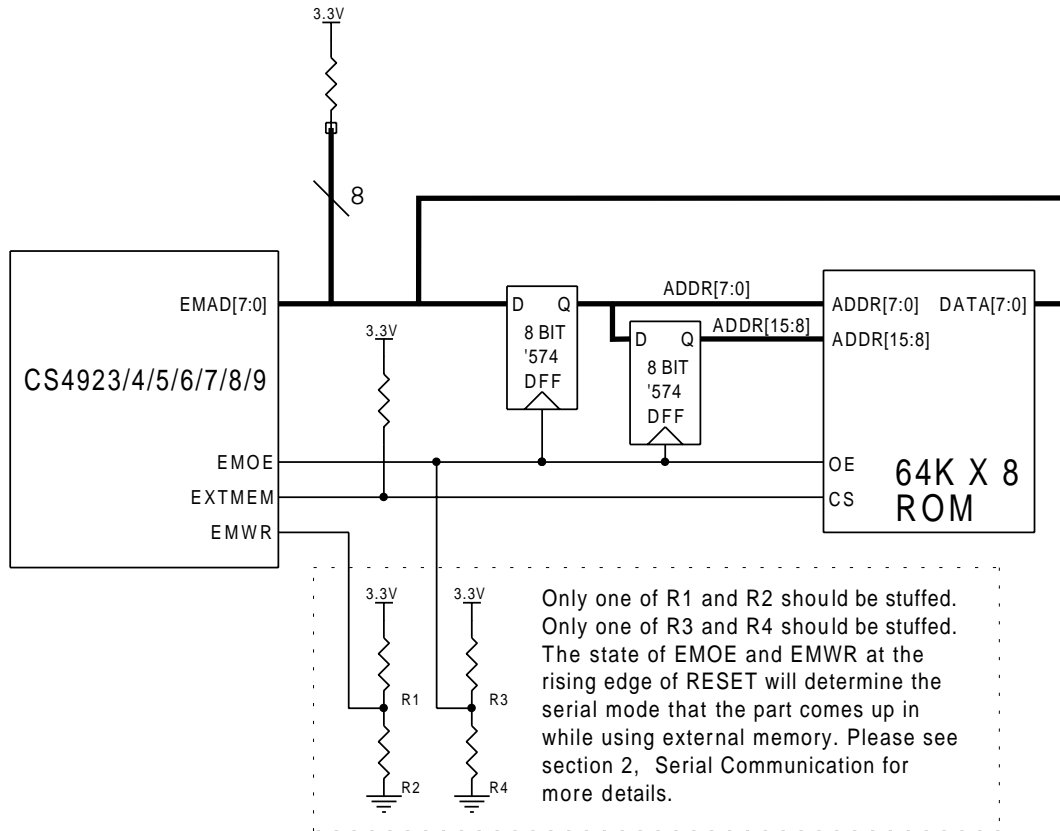 3.3V
8
EMAD[7:0]
D Q
8 BIT
'574
DFF
ADDR[7:0]
D Q
8 BIT
'574
DFF
ADDR[15:8]
ADDR[7:0] DATA[7:0]
ADDR[15:8]
3.3V
CS4923/4/5/6/7/8/9
EMOE
EXTMEM
EMWR
OE
CS
64K X 8
ROM
3.3V
3.3V
R1
R3
R2
R4
Only one of R1 and R2 should be stuffed.
Only one of R3 and R4 should be stuffed.
The state of EMOE and EMWR at the
rising edge of RESET will determine the
serial mode that the part comes up in
while using external memory. Please see
section 2, Serial Communication for
more details.